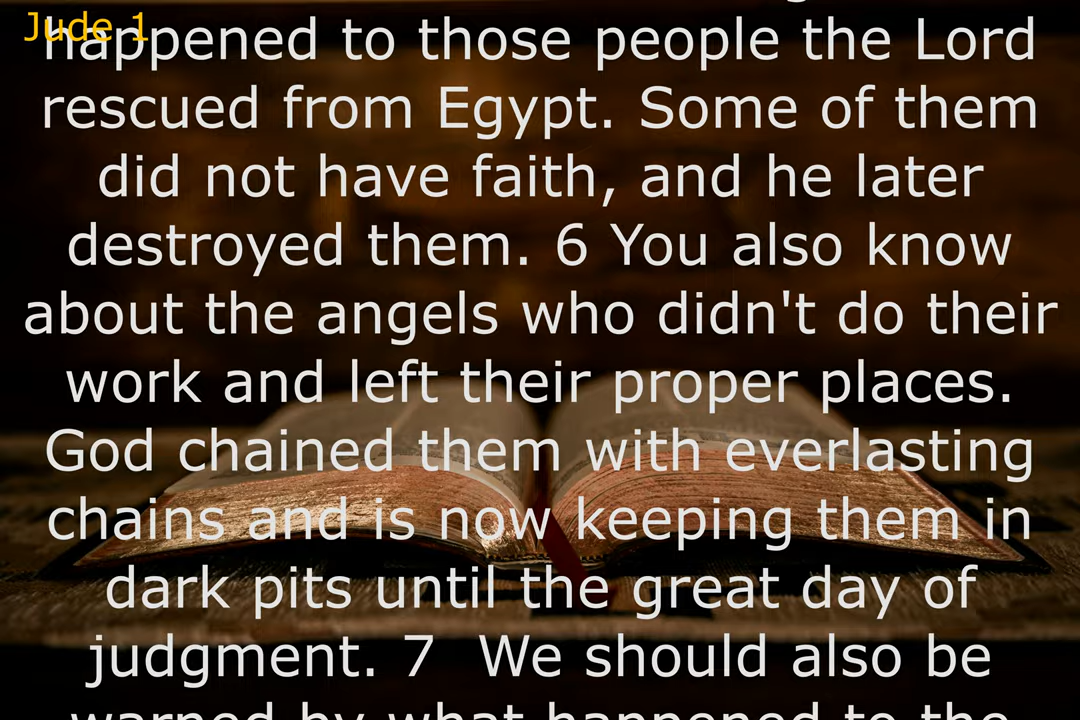 Jude 1
happened to those people the Lord
rescued from Egypt. Some of them
did not have faith, and he later
destroyed them. 6 You also know
about the angels who didn't do their
work and left their proper places.
God chained them with everlasting
chains and is now keeping them in
dark pits until the great day of
judgment. 7 We should also be
warned by what happened to the